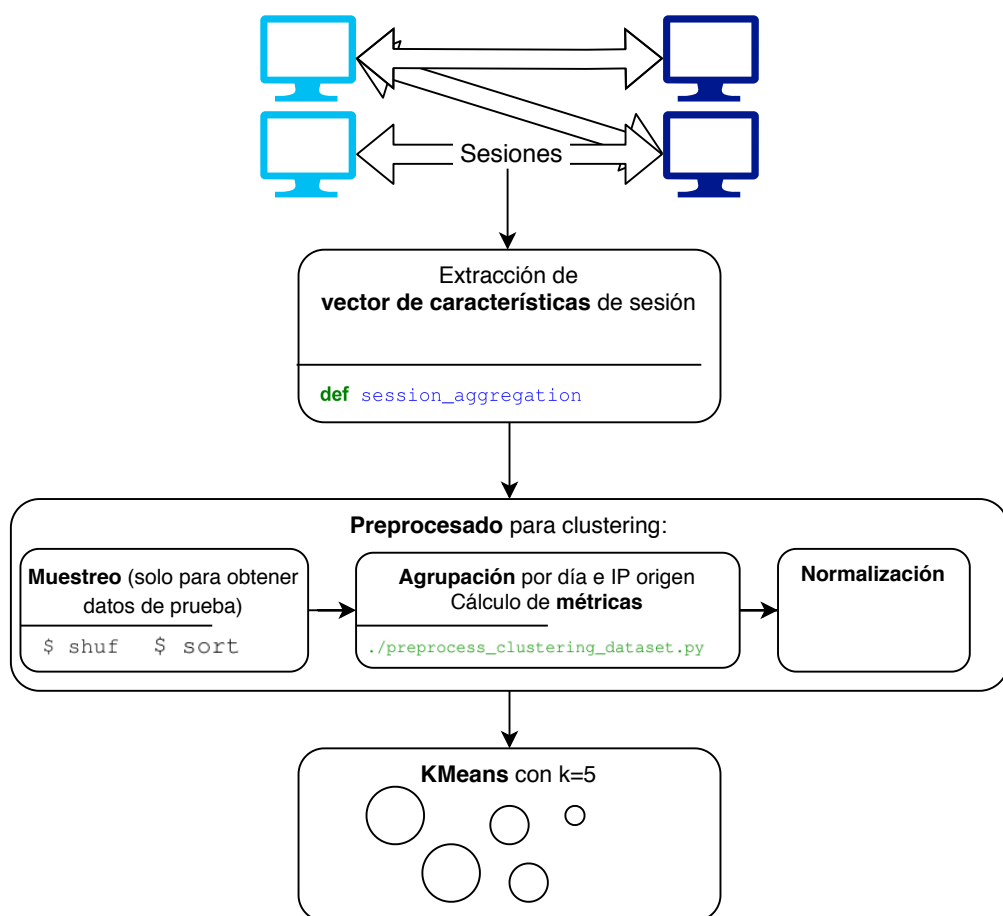 Sesiones
Extracción de
vector de características de sesión
def session_aggregation
Preprocesado para clustering:
Muestreo (solo para obtener
datos de prueba)
$ shuf $ sort
Agrupación por día e IP origen
Cálculo de métricas
./preprocess_clustering_dataset.py
Normalización
KMeans con k=5